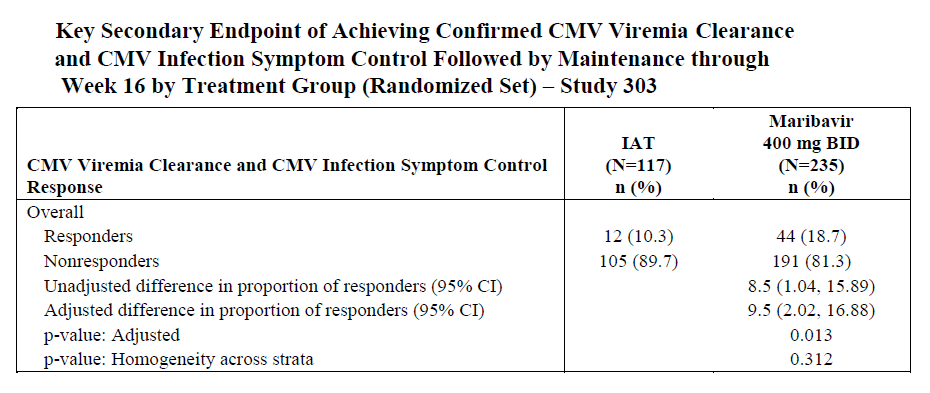 Key Secondary Endpoint of Achieving Confirmed CMV Viremia Clearance
and CMV Infection Symptom Control Followed by Maintenance through
Week 16 by Treatment Group (Randomized Set) – Study 303
CMV Viremia Clearance and CMV Infection Symptom Control
Response
IAT
(N=117)
n (%)
Maribavir
400 mg BID
(N=235)
n (%)
Overall
Responders 12 (10.3) 44 (18.7)
Nonresponders 105 (89.7) 191 (81.3)
Unadjusted difference in proportion of responders (95% CI) 8.5 (1.04, 15.89)
Adjusted difference in proportion of responders (95% CI) 9.5 (2.02, 16.88)
p-value: Adjusted 0.013
p-value: Homogeneity across strata 0.312